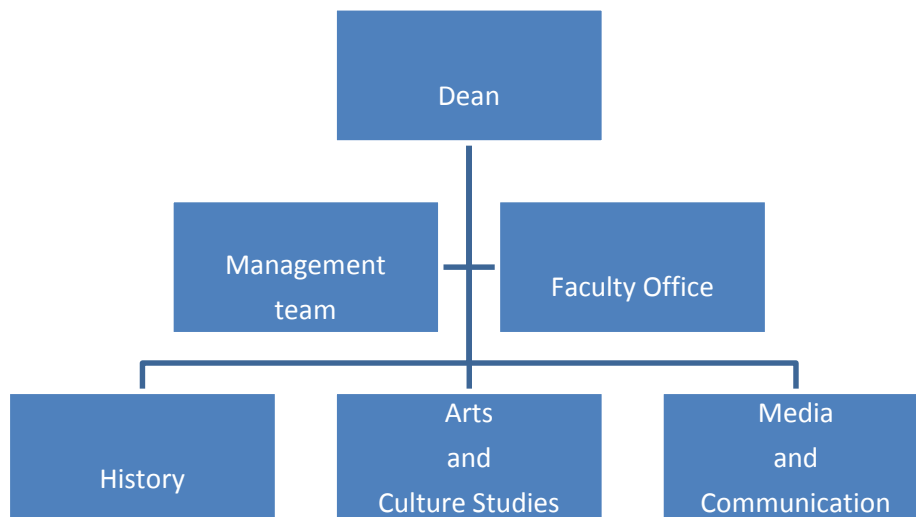 Dean
Management
team
Faculty Office
History
Arts
and
Culture Studies
Media
and
Communication